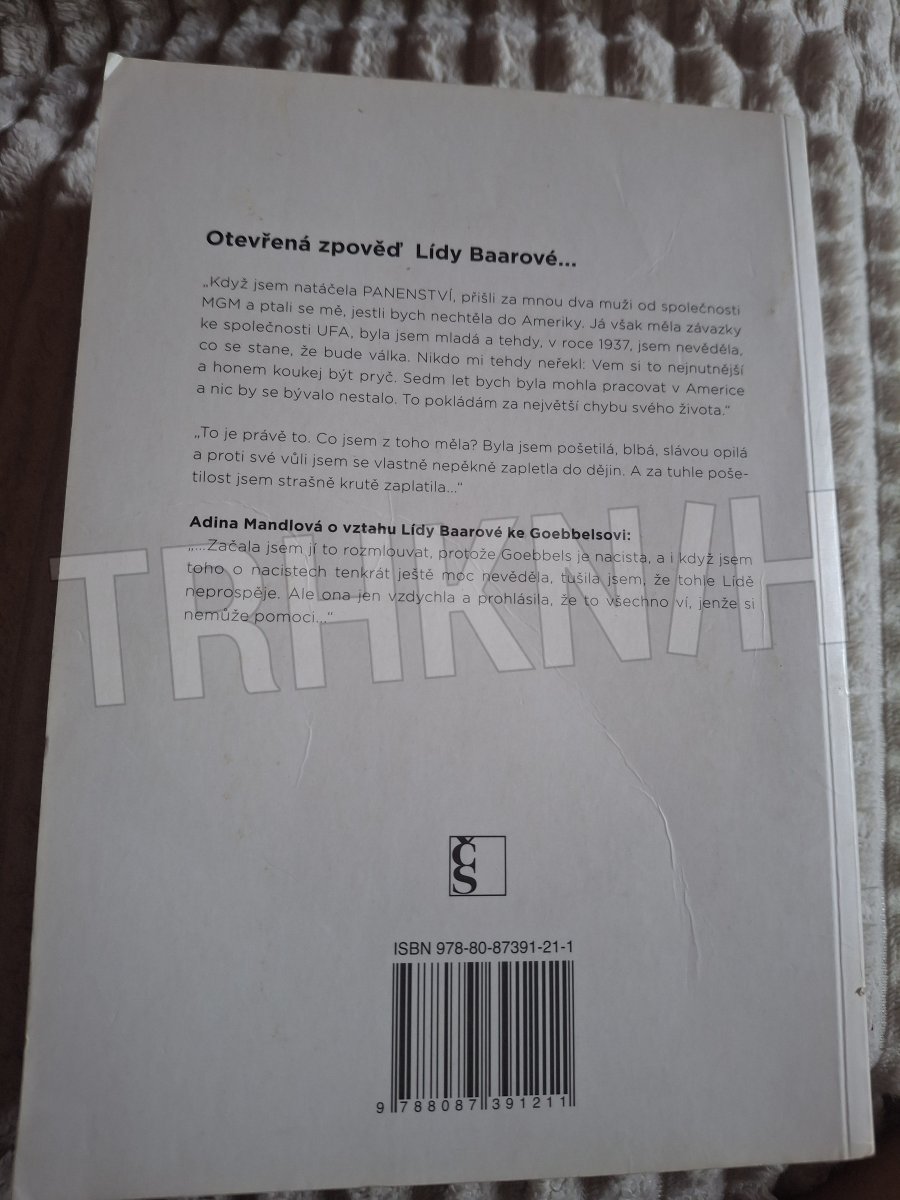 Otevřená zpověď Lídy Baarové...
„Když jsem natáčela PANENSTVÍ, přišli za mnou dva muži od společnosti
MGM a ptali se mě, jestli bych nechtěla do Ameriky. Já však měla závazky
ke společnosti UFA, byla jsem mladá a tehdy, v roce 1937, jsem nevěděla,
co se stane, že bude válka. Nikdo mi tehdy neřekl: Vem si to nejnutnější
a honem koukej být pryč. Sedm let bych byla mohla pracovat v Americe
a nic by se bývalo nestalo. To pokládám za největší chybu svého života.“
„To je právě to. Co jsem z toho měla? Byla jsem pošetilá, blbá, slávou opilá
a proti své vůli jsem se vlastně nepěkně zapletla do dějin. A za tuhle poše-
tilost jsem strašně krutě zaplatila...“
Adina Mandlová o vztahu Lídy Baarové ke Goebbelsovi:
„...Začala jsem jí to rozmlouvat, protože Goebbels je nacista, a i když jsem
toho o nacistech tenkrát ještě moc nevěděla, tušila jsem, že tohle Lídě
neprospěje. Ale ona jen vzdychla a prohlásila, že to všechno ví, jenže si
nemůže pomoci...“
TRHKNIH
ČS
ISBN 978-80-87391-21-1
9 788087 391211